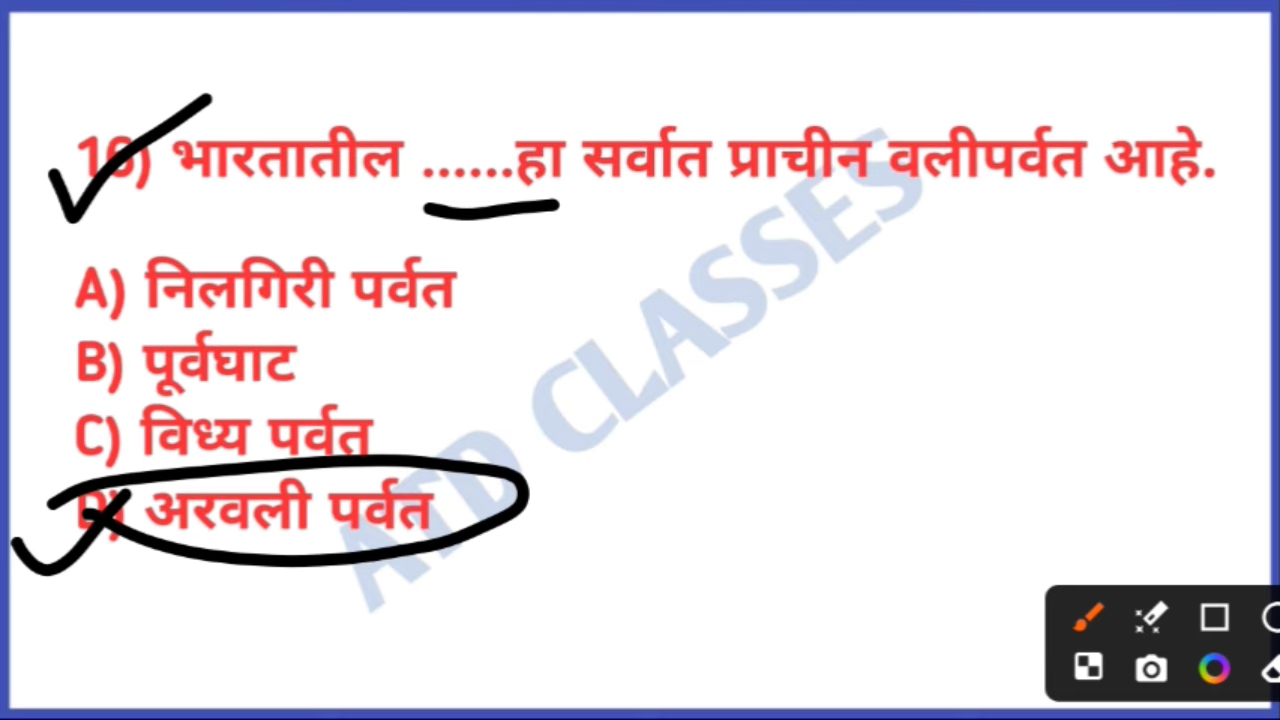 10) भारतातील ......हा सर्वात प्राचीन वलीपर्वत आहे.
A) निलगिरी पर्वत
B) पूर्वघाट
C) विध्य पर्वत
D) अरवली पर्वत
ATD CLASSES